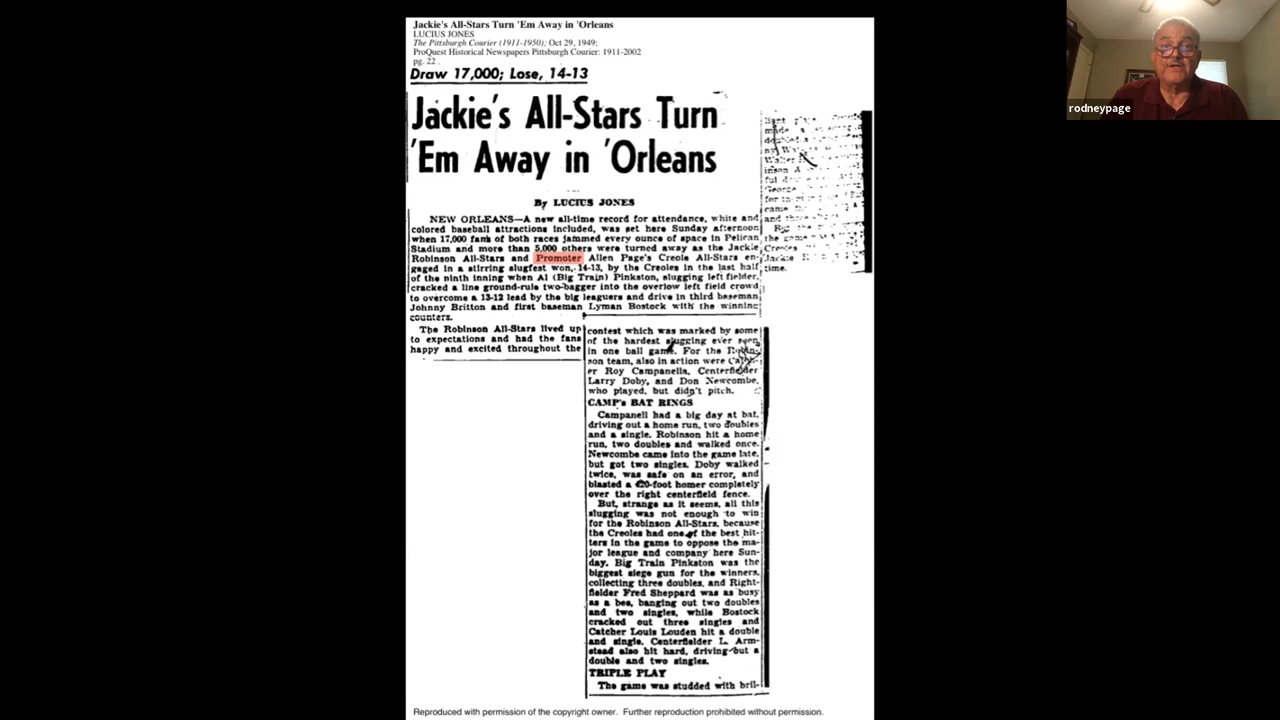 Jackie's All-Stars Turn 'Em Away in 'Orleans
LUCIUS JONES
The Pittsburgh Courier (1911-1950); Oct 29, 1949;
ProQuest Historical Newspapers Pittsburgh Courier: 1911-2002
pg. 22
Draw 17,000; Lose, 14-13
Jackie's All-Stars Turn
'Em Away in 'Orleans
By LUCIUS JONES
NEW ORLEANS—A new all-time record for attendance, white and
colored baseball attractions included, was set here Sunday afternoon
when 17,000 fans of both races jammed every ounce of space in Pelican
Stadium and more than 5,000 others were turned away as the Jackie
Robinson All-Stars and Promoter Allen Page's Creole All-Stars en-
gaged in a stirring slugfest won, 14-13, by the Creoles in the last half
of the ninth inning when Al (Big Train) Pinkston, slugging left fielder,
cracked a line ground-rule two-bagger into the overlow left field crowd
to overcome a 13-12 lead by the big leaguers and drive in third baseman
Johnny Britton and first baseman Lyman Bostock with the winning
counters.
The Robinson All-Stars lived up
to expectations and had the fans
happy and excited throughout the
contest which was marked by some
of the hardest slugging ever seen
in one ball game. For the Robin-
son team, also in action were
er Roy Campanella, Centerfielder
Larry Doby, and Don Newcombe,
who played, but didn't pitch.
CAMP's BAT RINGS
Campanell had a big day at bat,
driving out a home run, two doubles
and a single. Robinson hit a home
run, two doubles and walked once.
Newcombe came into the game late,
but got two singles. Doby walked
twice, was safe on an error, and
blasted a homer completely
over the right centerfield fence.
But, strange as it seems, all this
slugging was not enough to win
for the Robinson All-Stars, because
the Creoles had one of the best hit-
ters in the game to oppose the ma-
jor league and company here Sun-
day. Big Train Pinkston was the
biggest siege gun for the winners,
collecting three doubles, and Right-
fielder Fred Sheppard was as busy
as a bee, banging out two doubles
and two singles, while Bostock
cracked out three singles and
Catcher Louis Louden hit a double
and single. Centerfielder L. Arm-
stead also hit hard, driving out a
double and two singles.
TRIPLE PLAY
The game was studded with bril-
liant
made
Walter
inson
George
came
and
the game
Creoles
Jackie
time.
Reproduced with permission of the copyright owner. Further reproduction prohibited without permission.
rodneypage